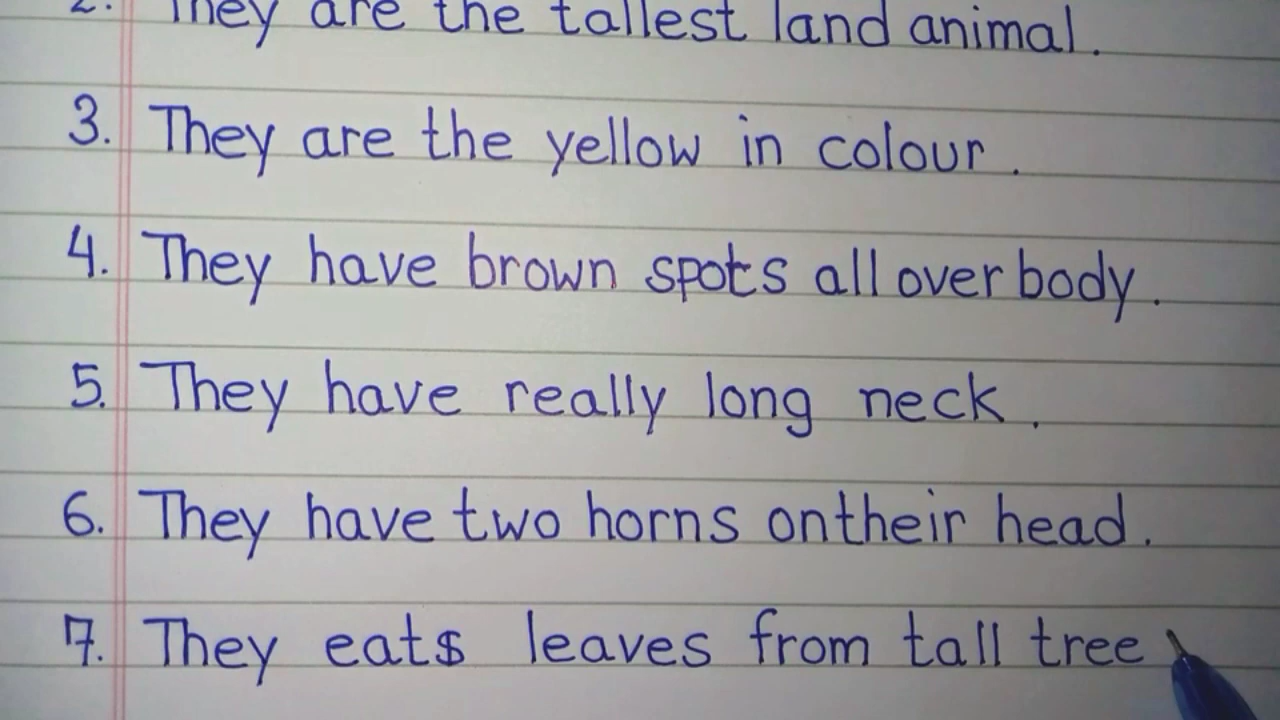 2. They are the tallest land animal.
3. They are the yellow in colour.
4. They have brown spots all over body.
5. They have really long neck.
6. They have two horns ontheir head.
7. They eats leaves from tall tree